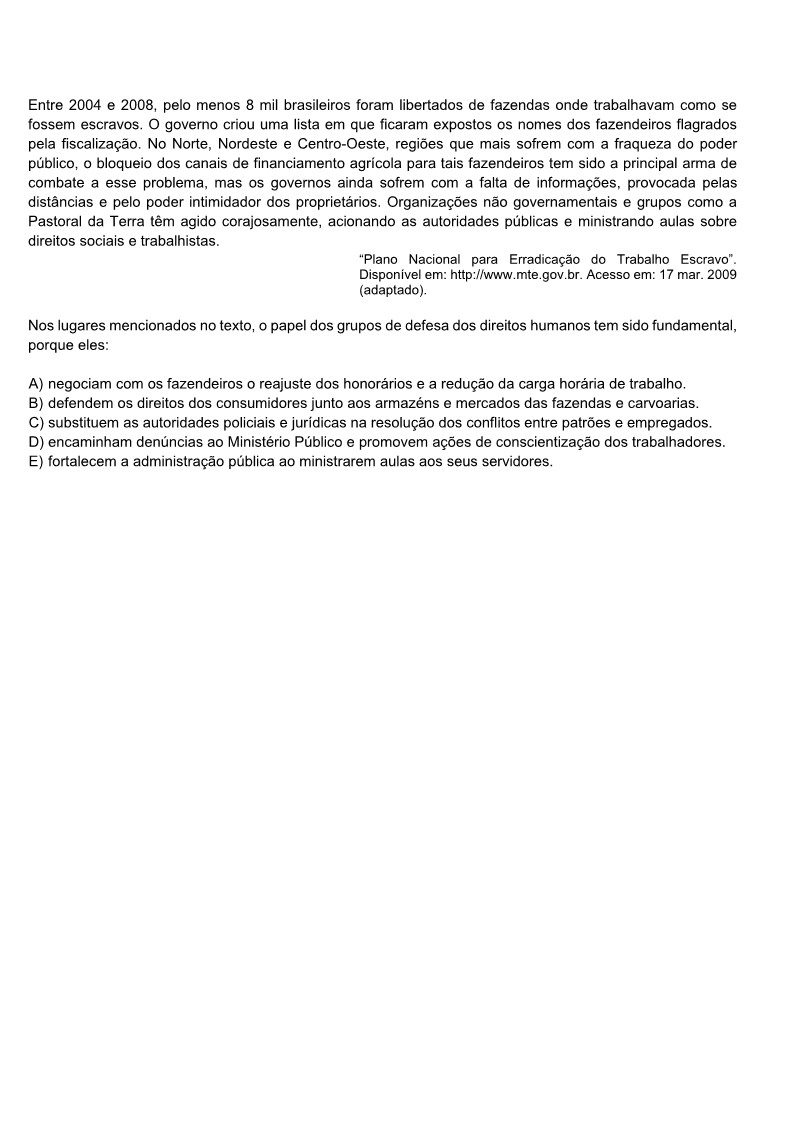 Entre 2004 e 2008, pelo menos 8 mil brasileiros foram libertados de fazendas onde trabalhavam como se
fossem escravos. O governo criou uma lista em que ficaram expostos os nomes dos fazendeiros flagrados
pela fiscalização. No Norte, Nordeste e Centro-Oeste, regiões que mais sofrem com a fraqueza do poder
público, o bloqueio dos canais de financiamento agrícola para tais fazendeiros tem sido a principal arma de
combate a esse problema, mas os governos ainda sofrem com a falta de informações, provocada pelas
distâncias e pelo poder intimidador dos proprietários. Organizações não governamentais e grupos como a
Pastoral da Terra têm agido corajosamente, acionando as autoridades públicas e ministrando aulas sobre
direitos sociais e trabalhistas.
“Plano Nacional para Erradicação do Trabalho Escravo”.
Disponível em: http://www.mte.gov.br. Acesso em: 17 mar. 2009
(adaptado).
Nos lugares mencionados no texto, o papel dos grupos de defesa dos direitos humanos tem sido fundamental,
porque eles:
A) negociam com os fazendeiros o reajuste dos honorários e a redução da carga horária de trabalho.
B) defendem os direitos dos consumidores junto aos armazéns e mercados das fazendas e carvoarias.
C) substituem as autoridades policiais e jurídicas na resolução dos conflitos entre patrões e empregados.
D) encaminham denúncias ao Ministério Público e promovem ações de conscientização dos trabalhadores.
E) fortalecem a administração pública ao ministrarem aulas aos seus servidores.